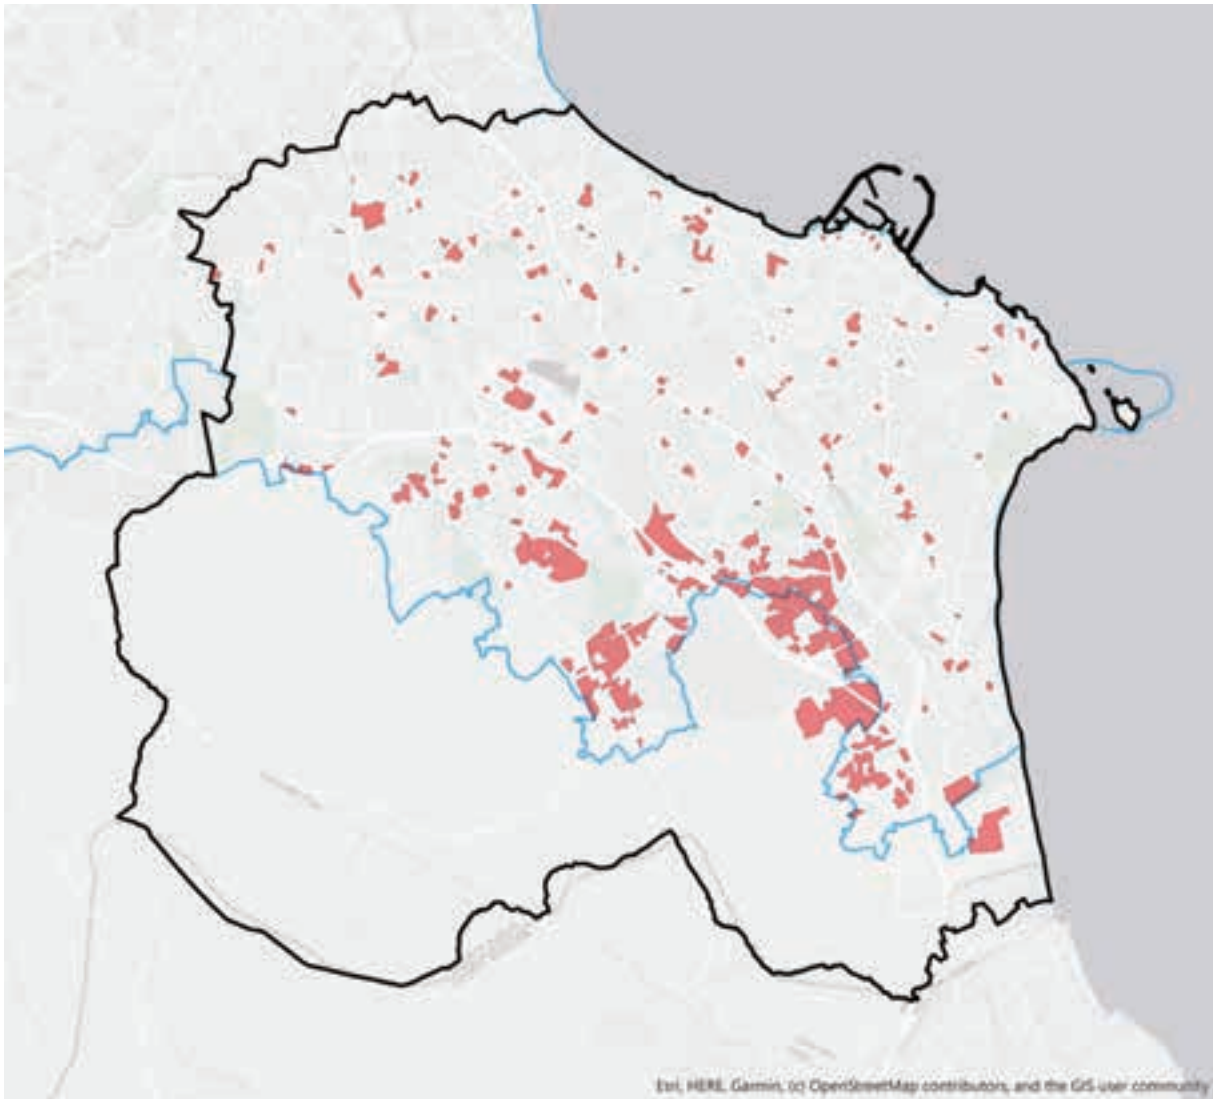 Esri, HERE, Garmin, (c) OpenStreetMap contributors, and the GIS user community